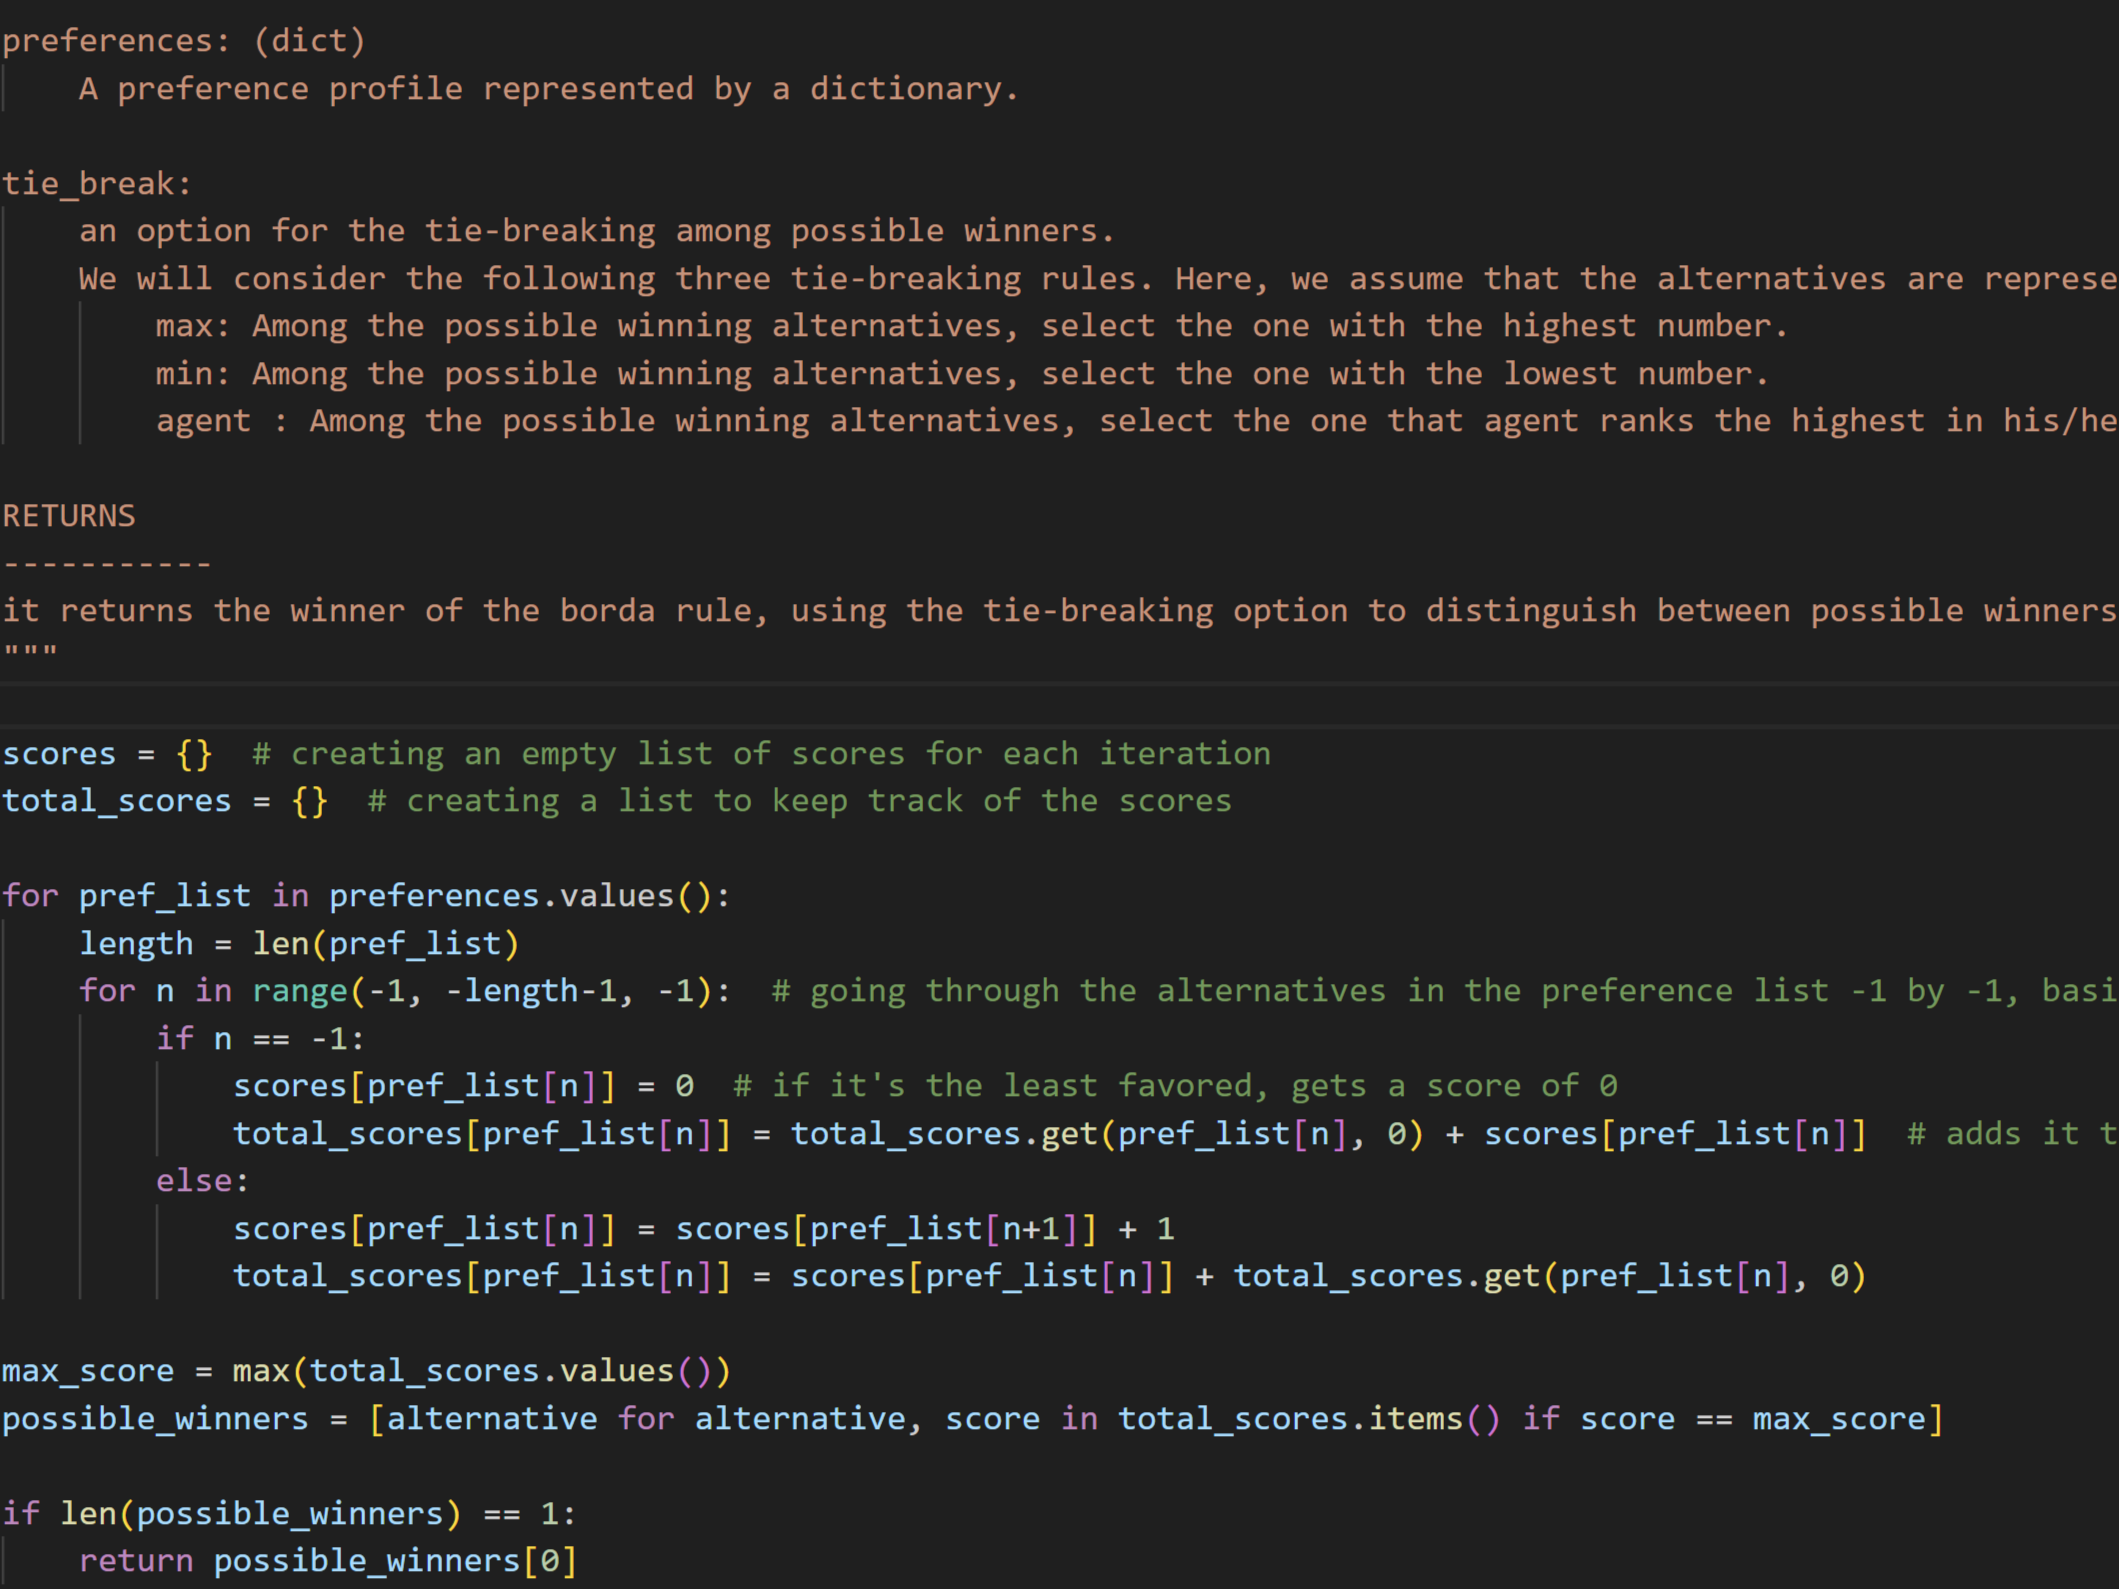 preferences: (dict)
    A preference profile represented by a dictionary.

tie_break:
    an option for the tie-breaking among possible winners.
    We will consider the following three tie-breaking rules. Here, we assume that the alternatives are represe
        max: Among the possible winning alternatives, select the one with the highest number.
        min: Among the possible winning alternatives, select the one with the lowest number.
        agent : Among the possible winning alternatives, select the one that agent ranks the highest in his/he

RETURNS
-----------
it returns the winner of the borda rule, using the tie-breaking option to distinguish between possible winners
"""

scores = {}  # creating an empty list of scores for each iteration
total_scores = {}  # creating a list to keep track of the scores

for pref_list in preferences.values():
    length = len(pref_list)
    for n in range(-1, -length-1, -1):  # going through the alternatives in the preference list -1 by -1, basi
        if n == -1:
            scores[pref_list[n]] = 0  # if it's the least favored, gets a score of 0
            total_scores[pref_list[n]] = total_scores.get(pref_list[n], 0) + scores[pref_list[n]]  # adds it t
        else:
            scores[pref_list[n]] = scores[pref_list[n+1]] + 1
            total_scores[pref_list[n]] = scores[pref_list[n]] + total_scores.get(pref_list[n], 0)

max_score = max(total_scores.values())
possible_winners = [alternative for alternative, score in total_scores.items() if score == max_score]

if len(possible_winners) == 1:
    return possible_winners[0]